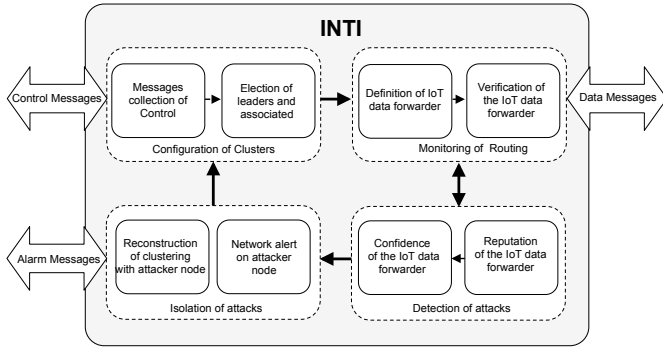 INTI
Control Messages
Messages
collection of
Control
Election of
leaders and
associated
Configuration of Clusters
Definition of IoT
data forwarder
Verification of
the IoT data
forwarder
Monitoring of Routing
Data Messages
Alarm Messages
Reconstruction
of clustering
with attacker node
Network alert
on attacker
node
Isolation of attacks
Confidence
of the IoT data
forwarder
Reputation
of the IoT data
forwarder
Detection of attacks